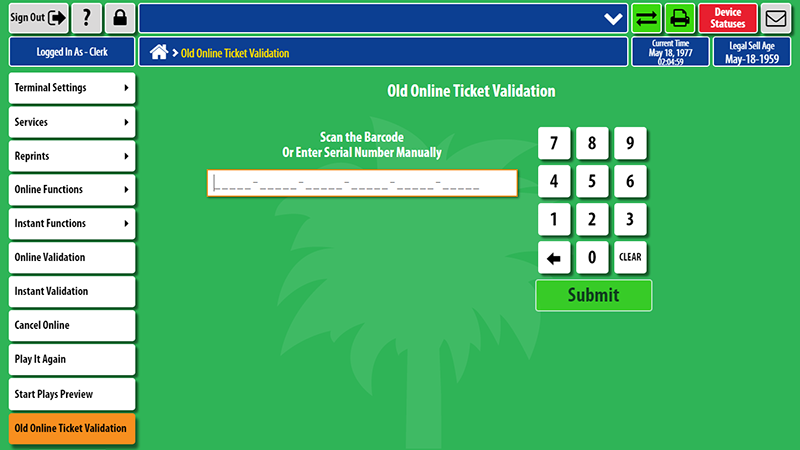 Sign Out
?
Device
Statuses
Logged In As - Clerk
Old Online Ticket Validation
Current Time
May 18, 1977
02:04:59
Legal Sell Age
May-18-1959
Terminal Settings
Services
Reprints
Online Functions
Instant Functions
Online Validation
Instant Validation
Cancel Online
Play It Again
Start Plays Preview
Old Online Ticket Validation
Old Online Ticket Validation
Scan the Barcode
Or Enter Serial Number Manually
_____-_____-_____-_____-_____-_____
7 8 9
4 5 6
1 2 3
0 CLEAR
Submit